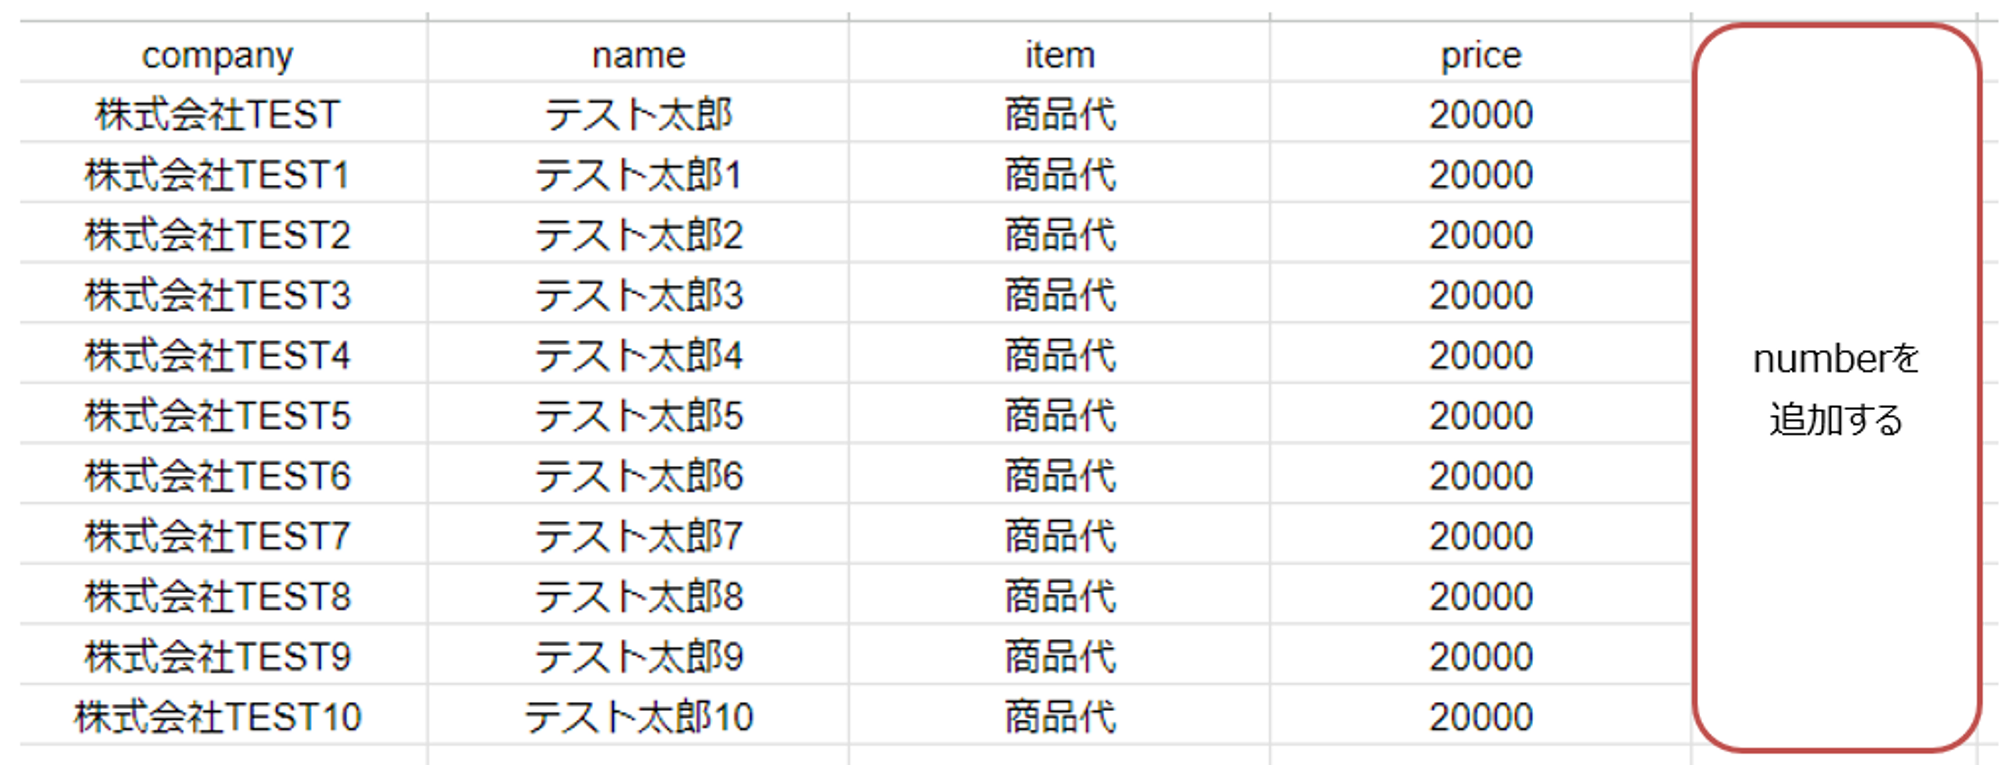 company name item price
株式会社TEST テスト太郎 商品代 20000
株式会社TEST1 テスト太郎1 商品代 20000
株式会社TEST2 テスト太郎2 商品代 20000
株式会社TEST3 テスト太郎3 商品代 20000
株式会社TEST4 テスト太郎4 商品代 20000
株式会社TEST5 テスト太郎5 商品代 20000
株式会社TEST6 テスト太郎6 商品代 20000
株式会社TEST7 テスト太郎7 商品代 20000
株式会社TEST8 テスト太郎8 商品代 20000
株式会社TEST9 テスト太郎9 商品代 20000
株式会社TEST10 テスト太郎10 商品代 20000
numberを
追加する